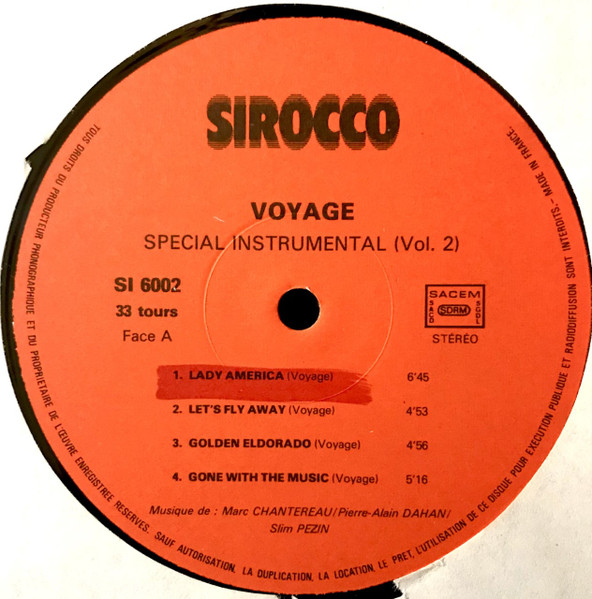 SIROCCO
VOYAGE
SPECIAL INSTRUMENTAL (Vol. 2)
SI 6002
33 tours
Face A
SACEM
SACD
SDRM
SGDL
STÉRÉO
1. LADY AMERICA (Voyage) 6'45
2. LET'S FLY AWAY (Voyage) 4'53
3. GOLDEN ELDORADO (Voyage) 4'56
4. GONE WITH THE MUSIC (Voyage) 5'16
Musique de : Marc CHANTEREAU/Pierre-Alain DAHAN/
Slim PEZIN
TOUS DROITS DU PRODUCTEUR PHONOGRAPHIQUE ET DU PROPRIETAIRE DE L'ŒUVRE ENREGISTREE RESERVES. SAUF AUTORISATION, LA DUPLICATION, LA LOCATION, LE PRET, L'UTILISATION DE CE DISQUE POUR EXECUTION PUBLIQUE ET RADIODIFFUSION SONT INTERDITS - MADE IN FRANCE.